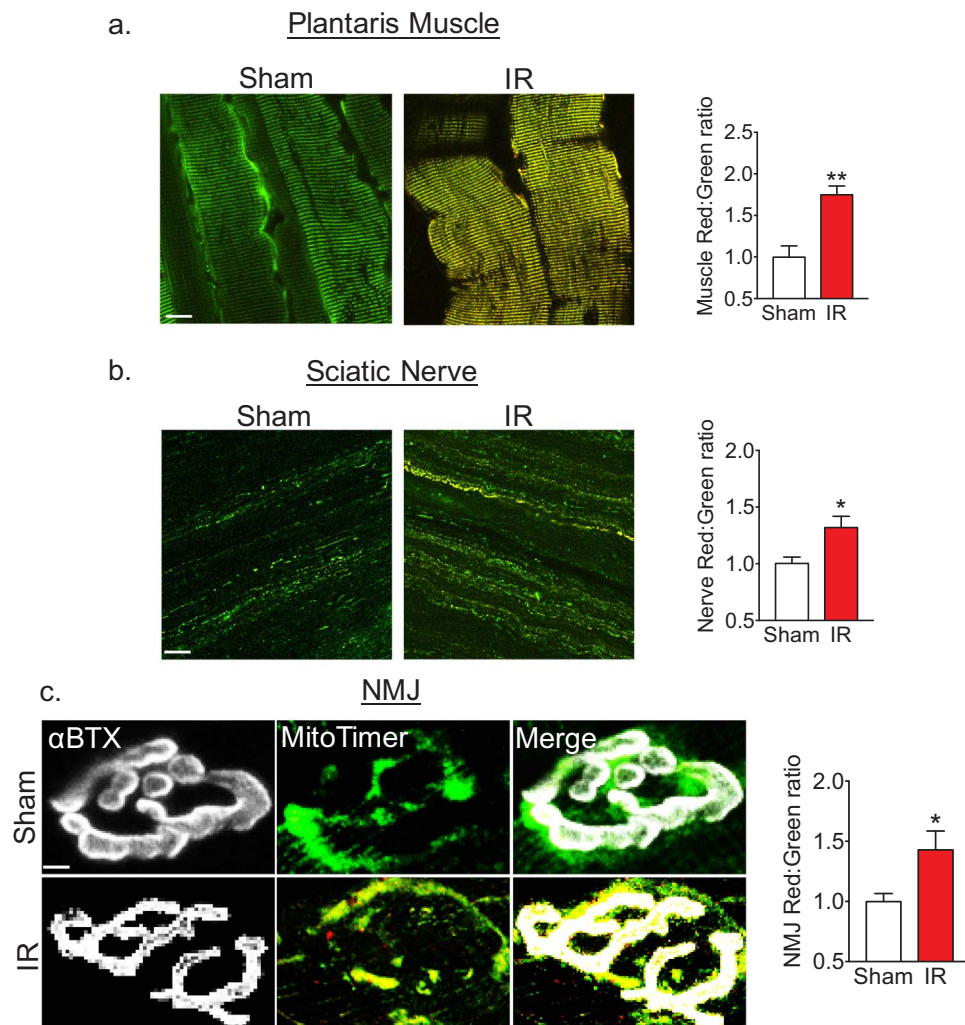 a.
Plantaris Muscle
Sham
IR
Muscle Red:Green ratio
2.5
2.0
1.5
1.0
0.5
**
Sham IR
b.
Sciatic Nerve
Sham
IR
Nerve Red:Green ratio
2.0
1.5
1.0
0.5
*
Sham IR
c.
NMJ
αBTX
MitoTimer
Merge
Sham
IR
NMJ Red:Green ratio
2.0
1.5
1.0
0.5
*
Sham IR